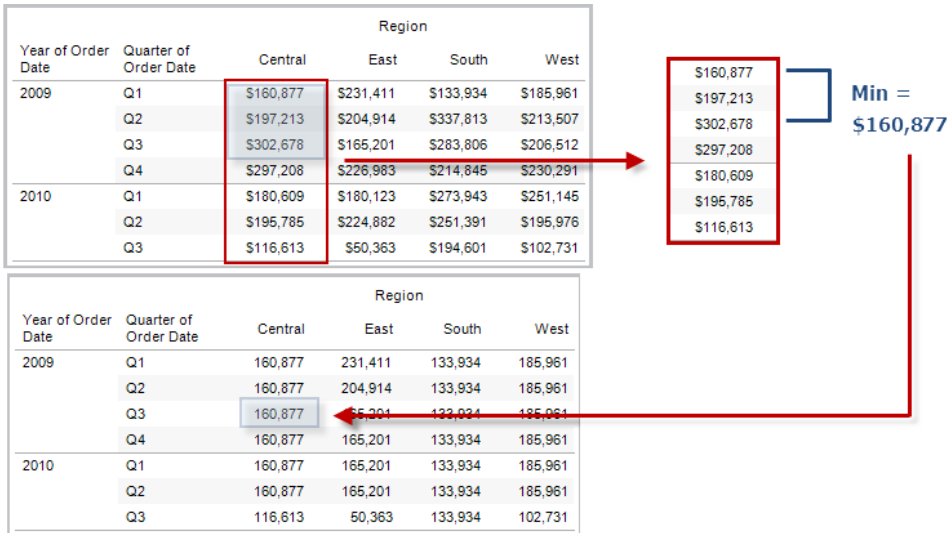 Region
Year of Order Date Quarter of Order Date Central East South West
2009 Q1 $160,877 $231,411 $133,934 $185,961
Q2 $197,213 $204,914 $337,813 $213,507
Q3 $302,678 $165,201 $283,806 $206,512
Q4 $297,208 $226,983 $214,845 $230,291
2010 Q1 $180,609 $180,123 $273,943 $251,145
Q2 $195,785 $224,882 $251,391 $195,976
Q3 $116,613 $50,363 $194,601 $102,731
$160,877
$197,213
$302,678
$297,208
$180,609
$195,785
$116,613
Min =
$160,877
Region
Year of Order Date Quarter of Order Date Central East South West
2009 Q1 160,877 231,411 133,934 185,961
Q2 160,877 204,914 133,934 185,961
Q3 160,877 165,201 133,934 185,961
Q4 160,877 165,201 133,934 185,961
2010 Q1 160,877 165,201 133,934 185,961
Q2 160,877 165,201 133,934 185,961
Q3 116,613 50,363 133,934 102,731